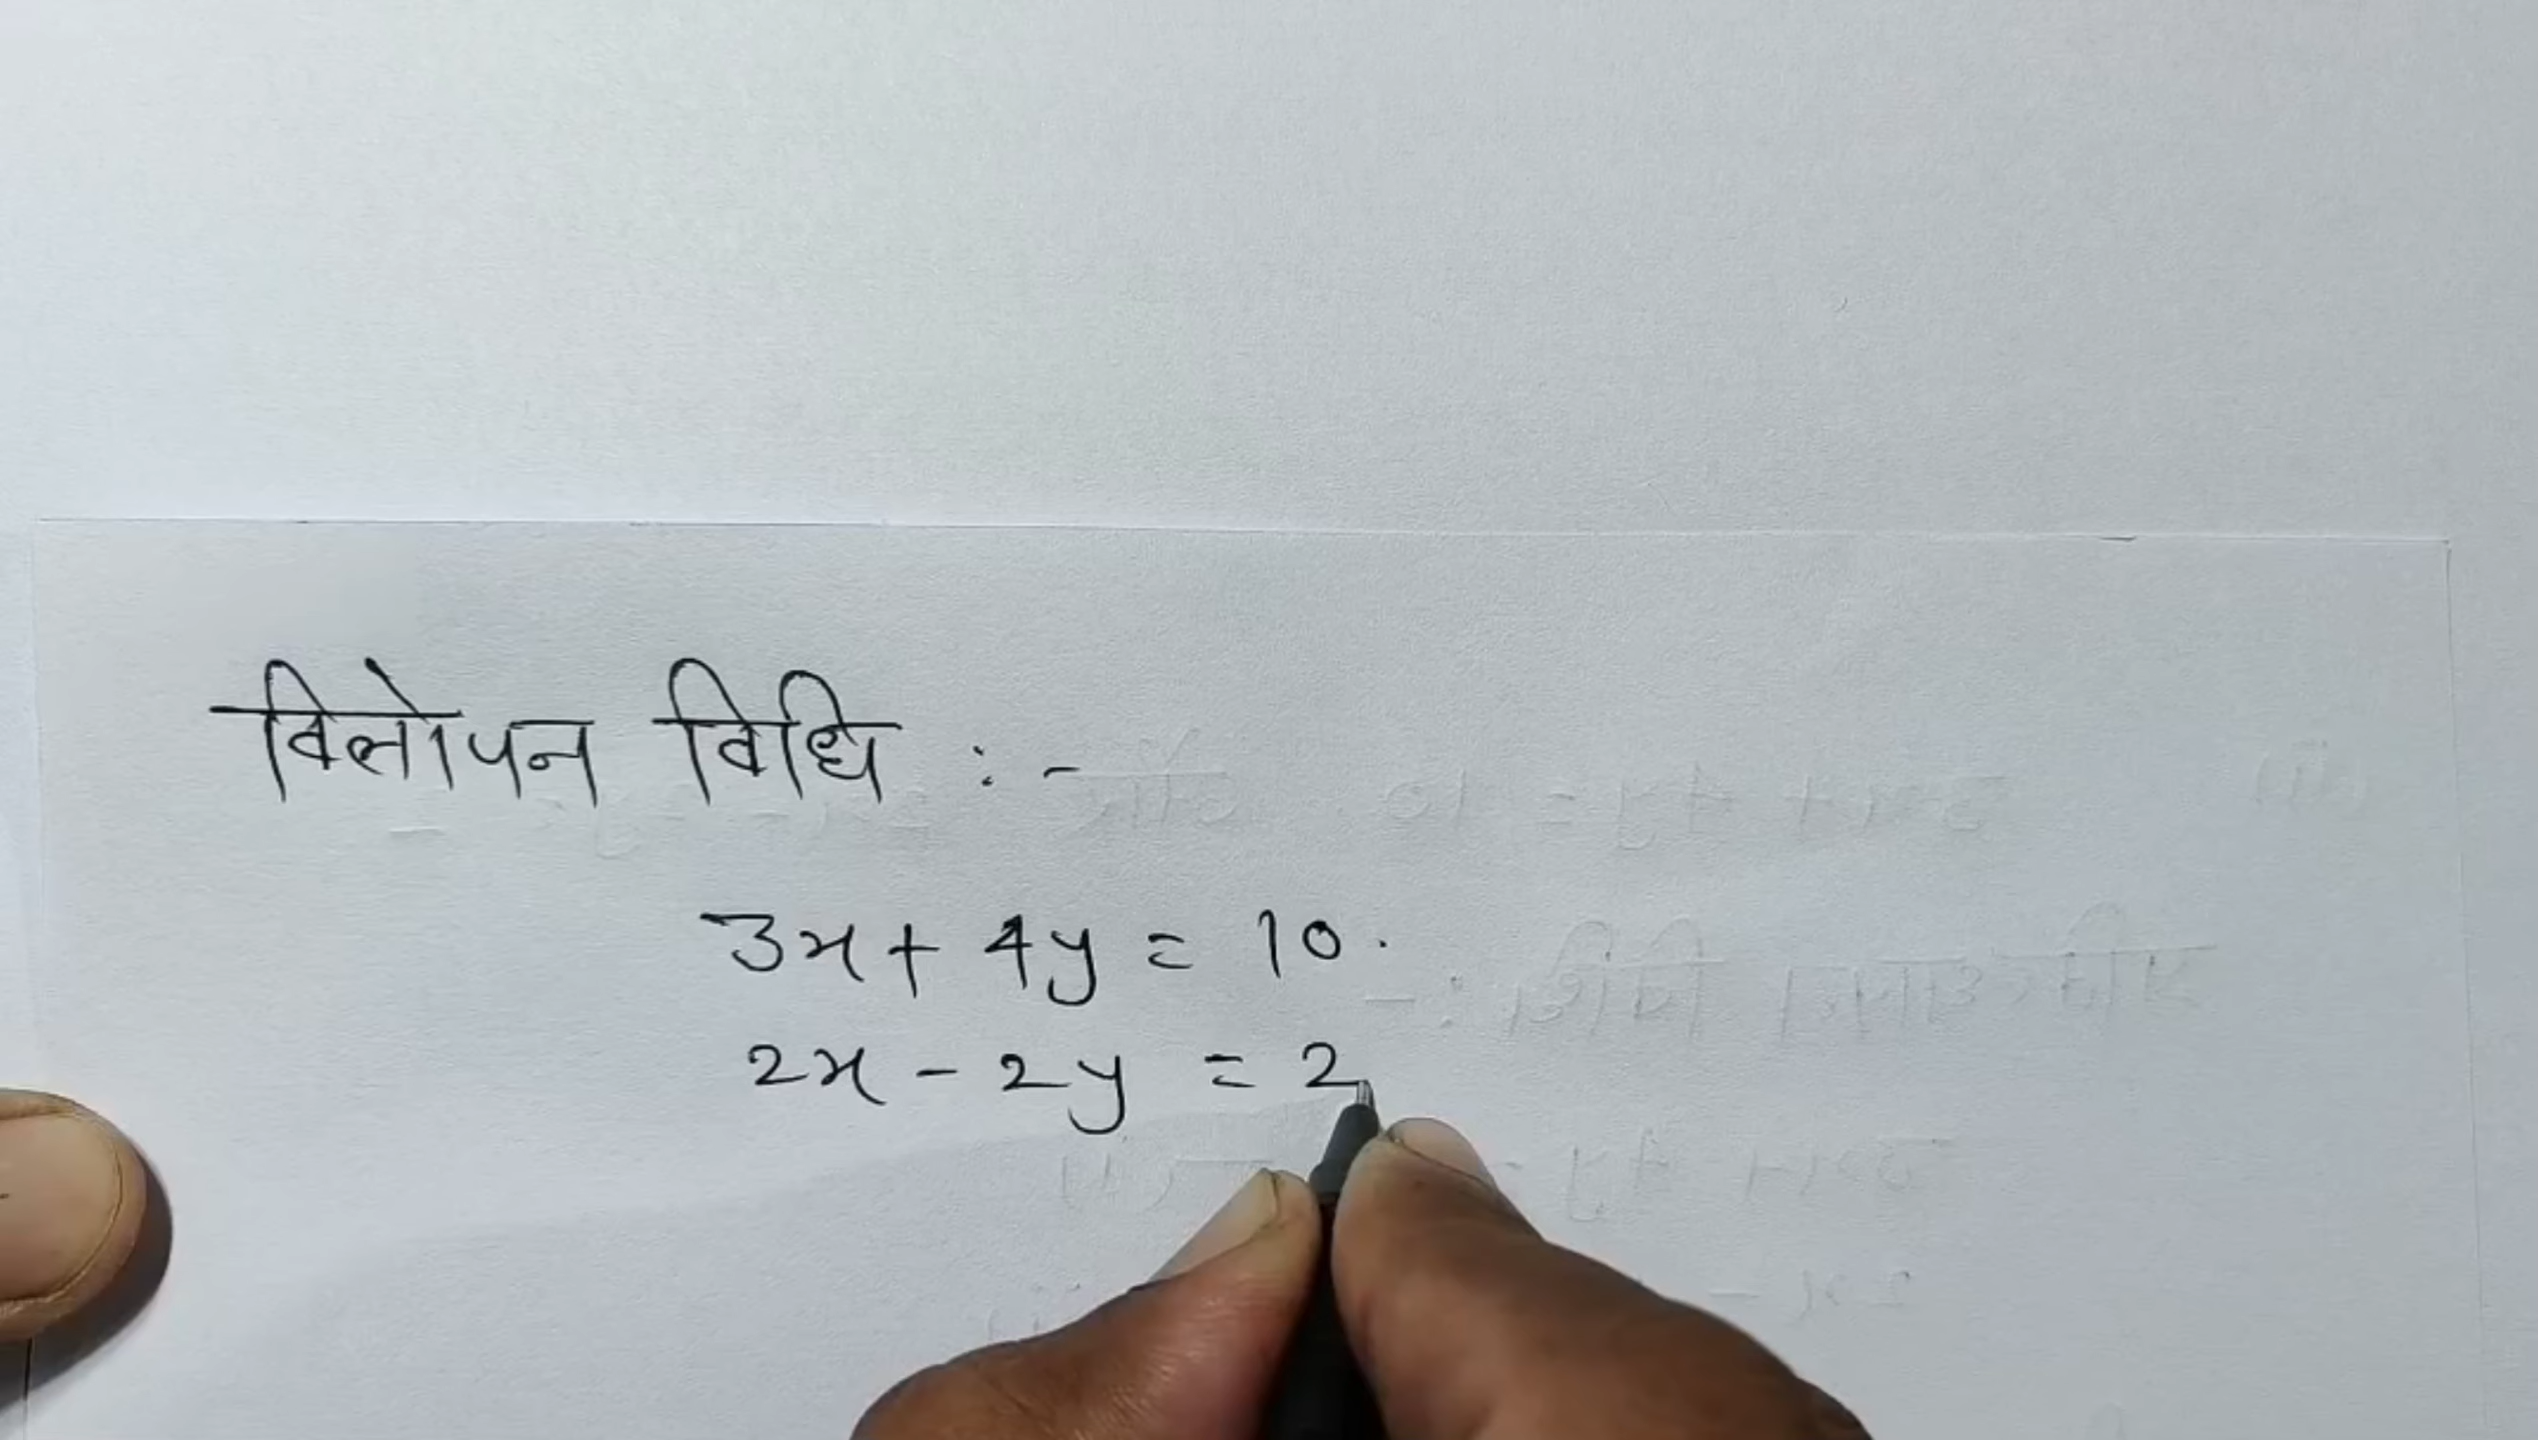 विलोपन विधि :-
3x + 4y = 10.
2x - 2y = 2